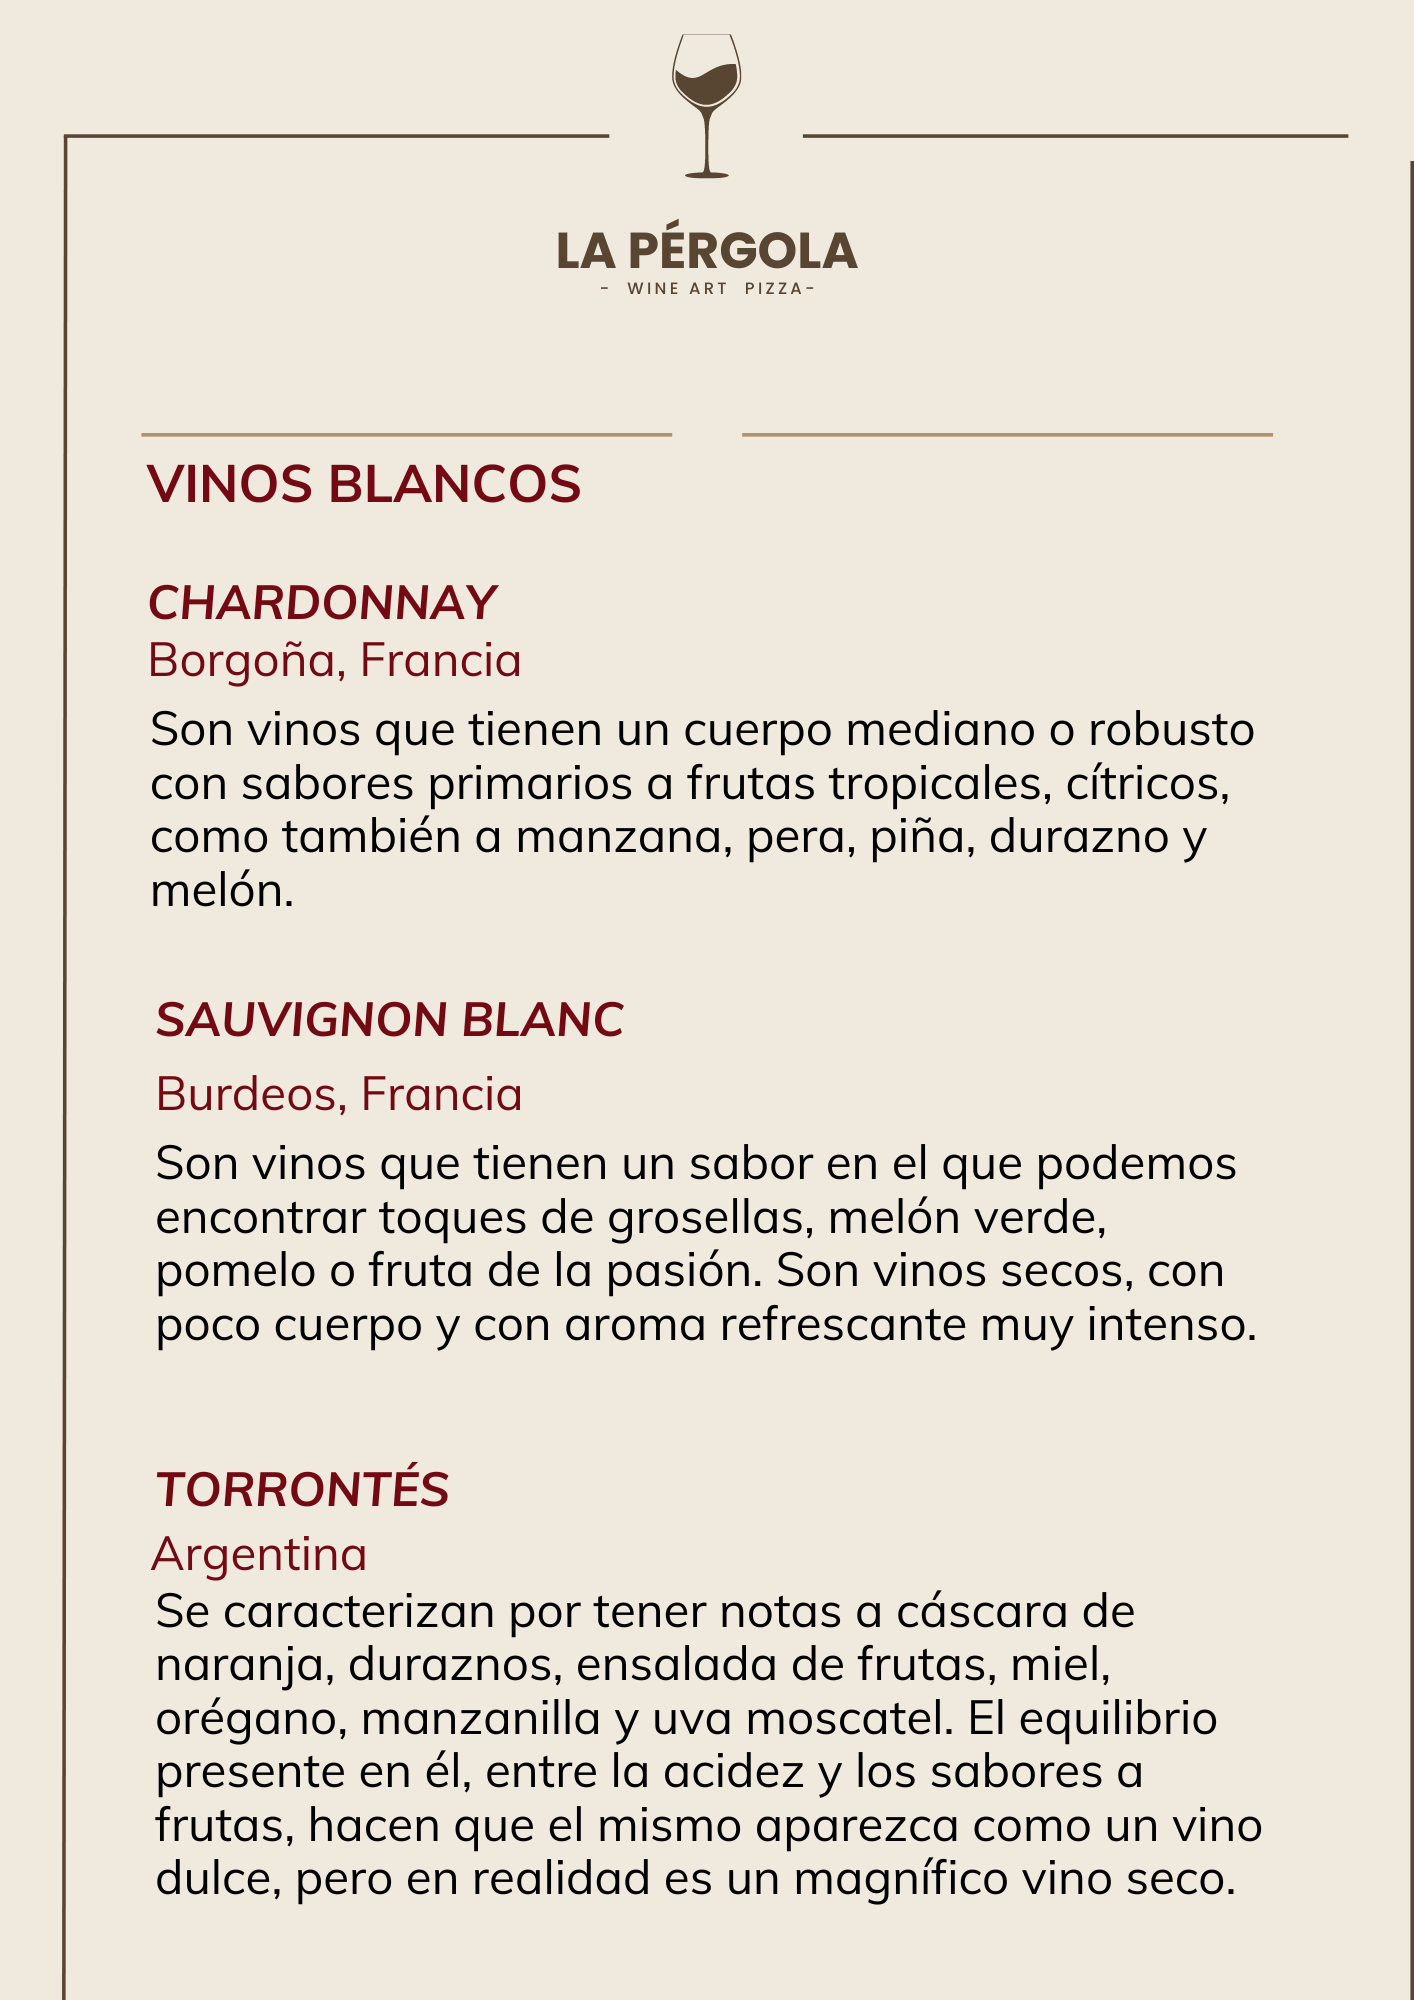 LA PÉRGOLA
- WINE ART PIZZA-
VINOS BLANCOS
CHARDONNAY
Borgoña, Francia
Son vinos que tienen un cuerpo mediano o robusto
con sabores primarios a frutas tropicales, cítricos,
como también a manzana, pera, piña, durazno y
melón.
SAUVIGNON BLANC
Burdeos, Francia
Son vinos que tienen un sabor en el que podemos
encontrar toques de grosellas, melón verde,
pomelo o fruta de la pasión. Son vinos secos, con
poco cuerpo y con aroma refrescante muy intenso.
TORRONTÉS
Argentina
Se caracterizan por tener notas a cáscara de
naranja, duraznos, ensalada de frutas, miel,
orégano, manzanilla y uva moscatel. El equilibrio
presente en él, entre la acidez y los sabores a
frutas, hacen que el mismo aparezca como un vino
dulce, pero en realidad es un magnífico vino seco.